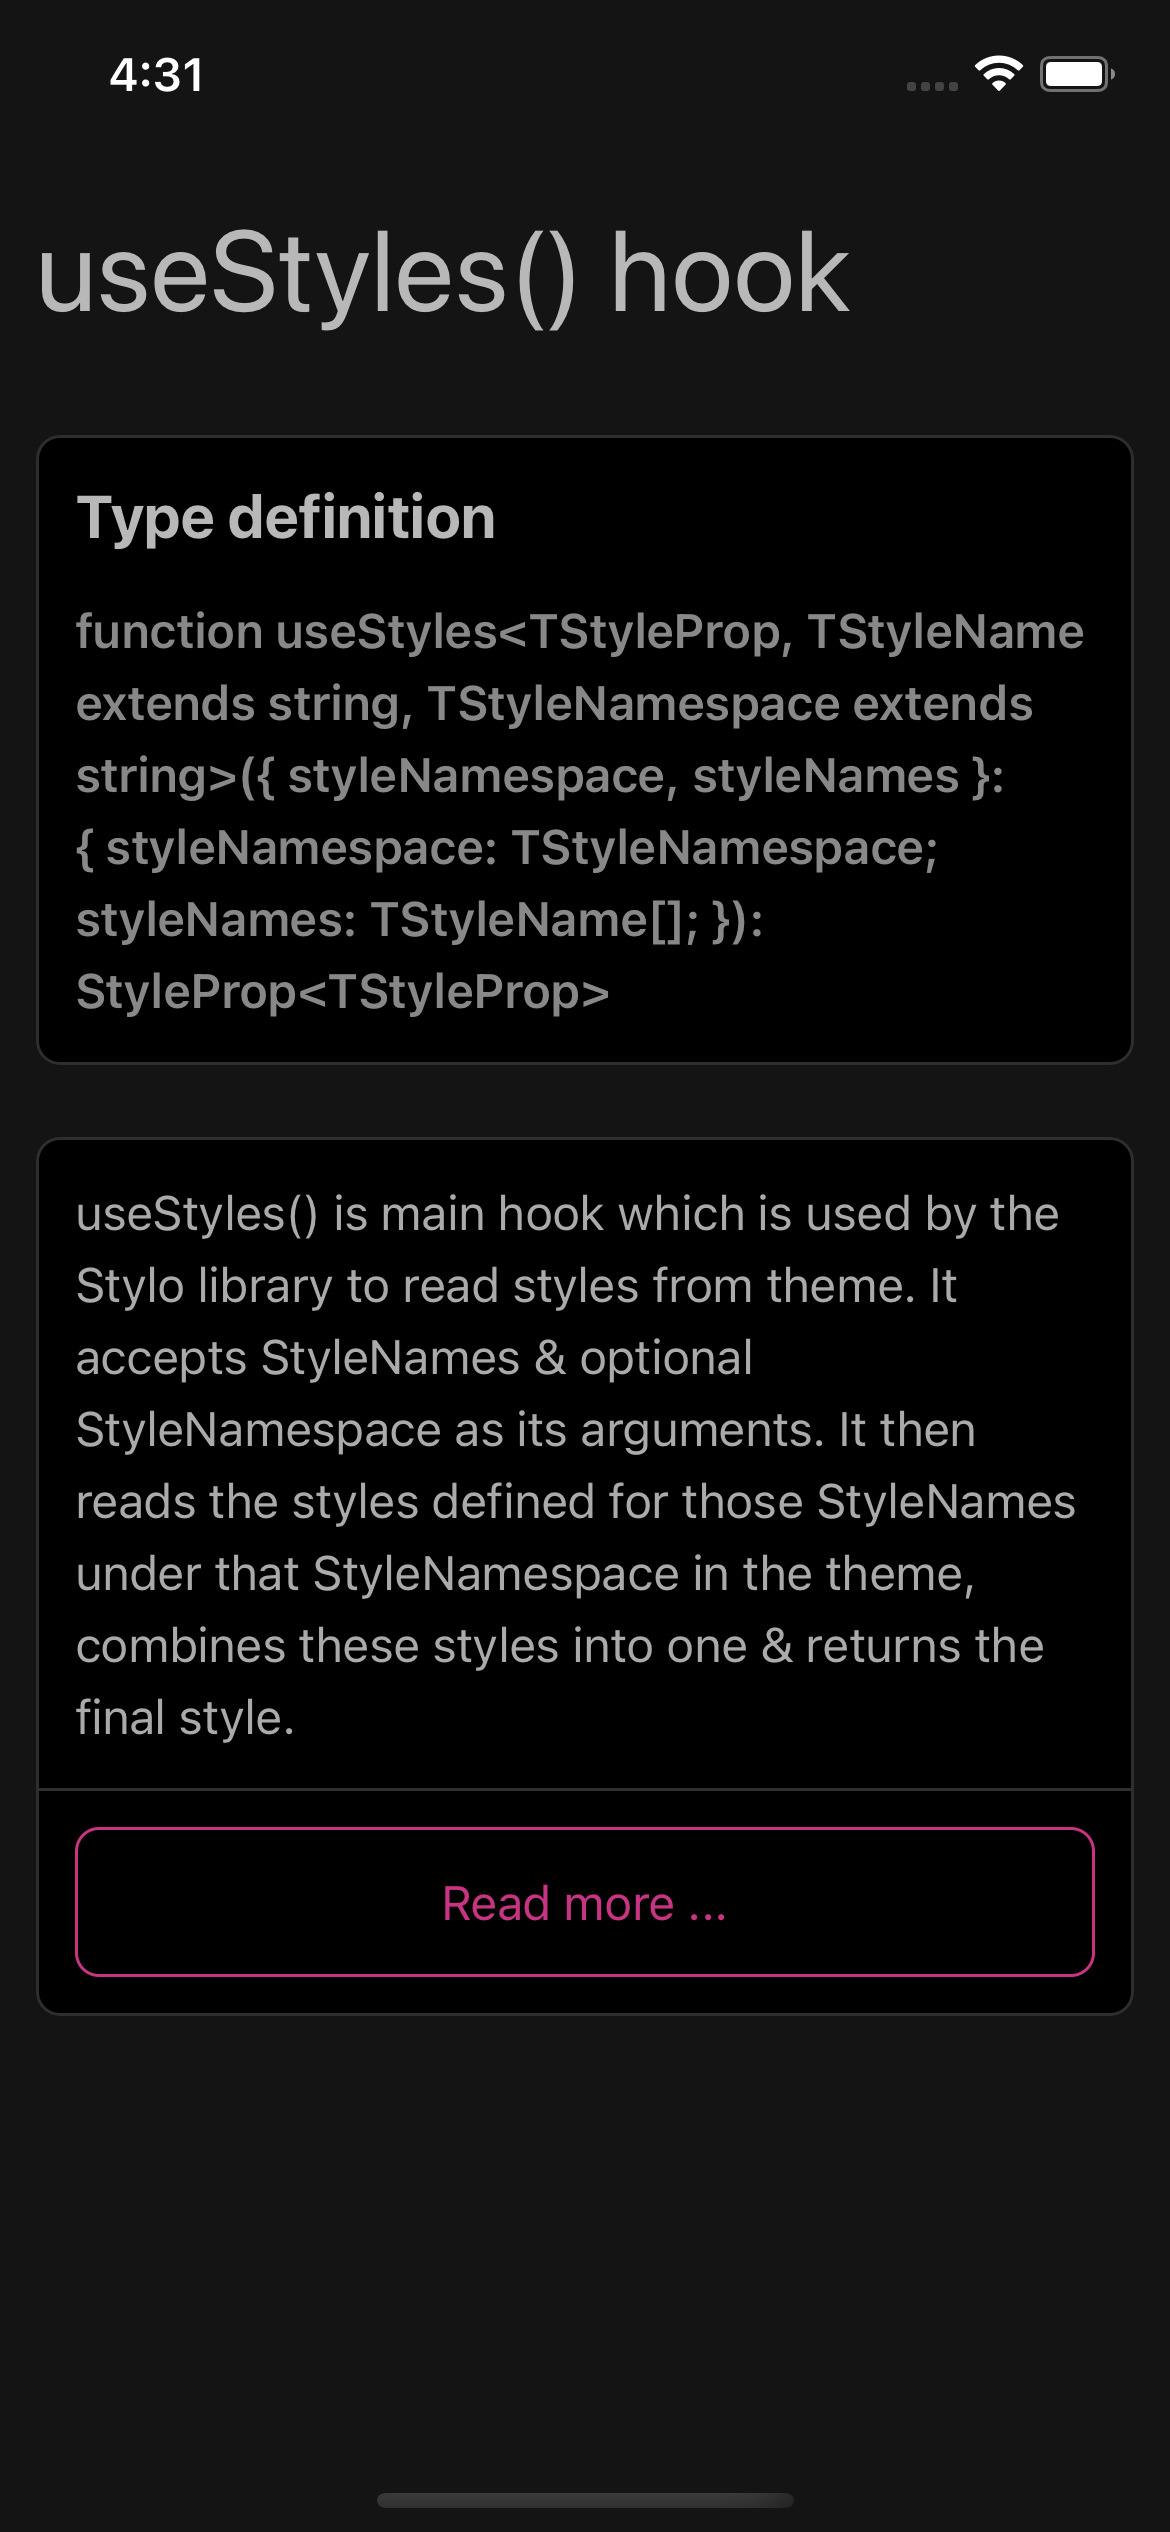 4:31
useStyles() hook
Type definition
function useStyles<TStyleProp, TStyleName
extends string, TStyleNamespace extends
string>({ styleNamespace, styleNames }:
{ styleNamespace: TStyleNamespace;
styleNames: TStyleName[]; }):
StyleProp<TStyleProp>
useStyles() is main hook which is used by the
Stylo library to read styles from theme. It
accepts StyleNames & optional
StyleNamespace as its arguments. It then
reads the styles defined for those StyleNames
under that StyleNamespace in the theme,
combines these styles into one & returns the
final style.
Read more ...